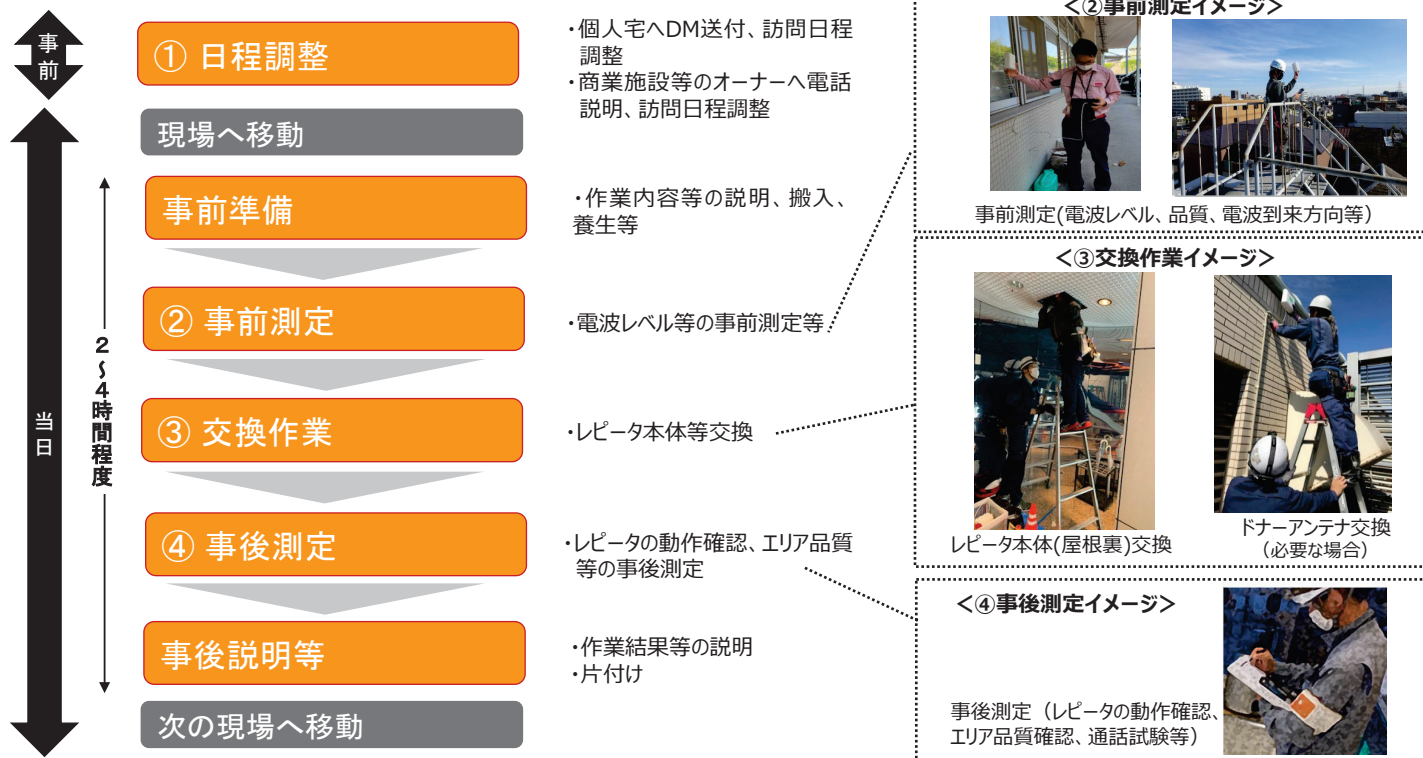 事
前
① 日程調整
・個人宅へDM送付、訪問日程
調整
・商業施設等のオーナーへ電話
説明、訪問日程調整
現場へ移動
当
日
2～4時間程度
事前準備
・作業内容等の説明、搬入、
養生等
② 事前測定
・電波レベル等の事前測定等
③ 交換作業
・レピータ本体等交換
④ 事後測定
・レピータの動作確認、エリア品質
等の事後測定
事後説明等
・作業結果等の説明
・片付け
次の現場へ移動
＜②事前測定イメージ＞
事前測定(電波レベル、品質、電波到来方向等）
＜③交換作業イメージ＞
レピータ本体(屋根裏)交換
ドナーアンテナ交換
（必要な場合）
＜④事後測定イメージ＞
事後測定（レピータの動作確認、
エリア品質確認、通話試験等）